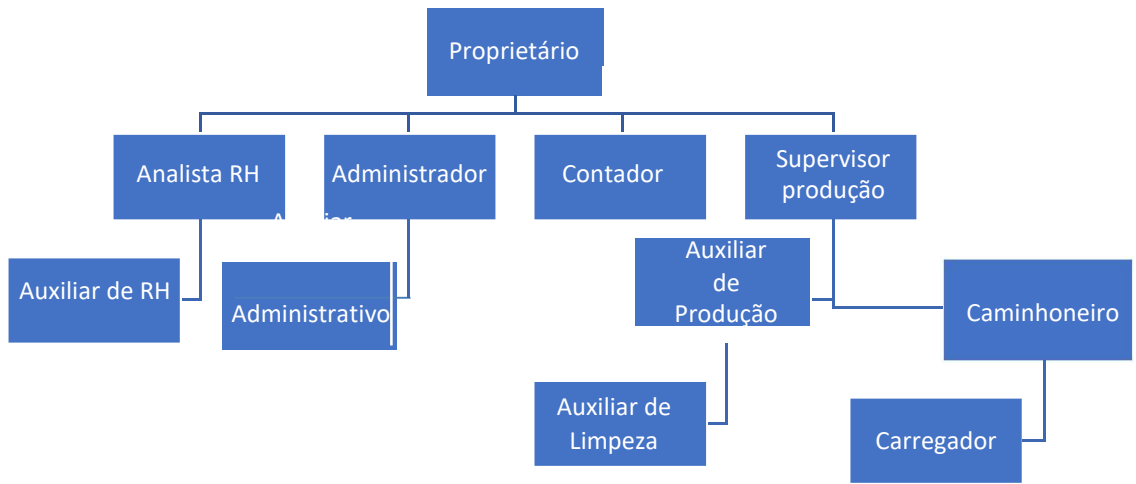 Proprietário
Analista RH
Administrador
Contador
Supervisor
produção
Auxiliar de RH
Administrativo
Auxiliar
de
Produção
Caminhoneiro
Auxiliar de
Limpeza
Carregador